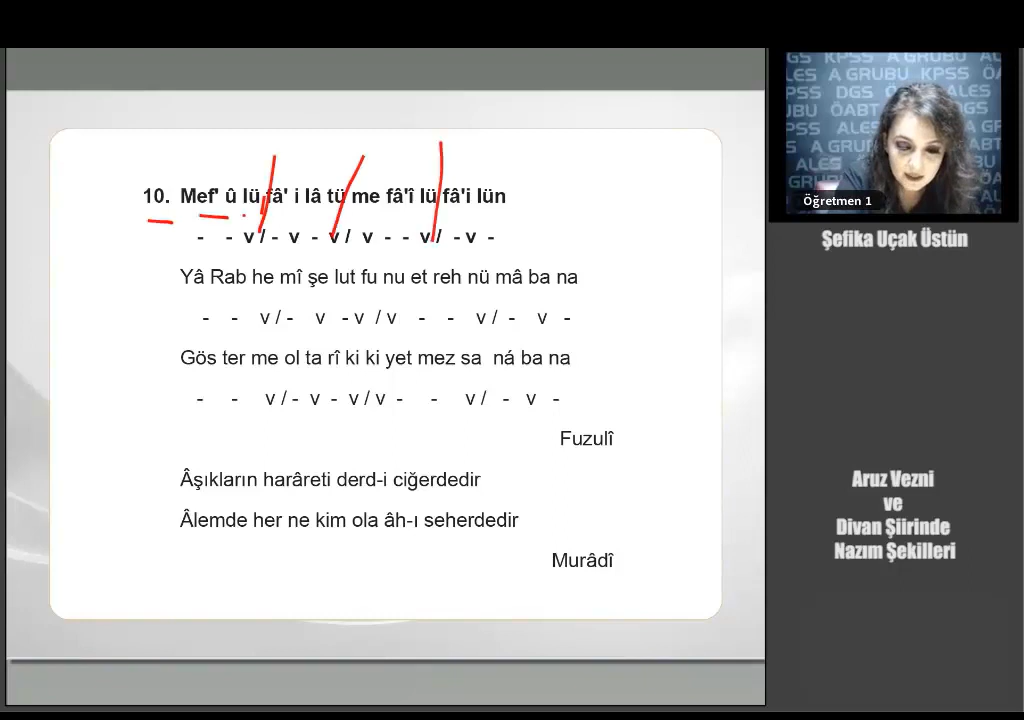 10. Mef' û lü fâ' i lâ tü me fâ'î lü fâ'i lün
- - v / - v - v / v - - v / - v -
Yâ Rab he mî şe lut fu nu et reh nü mâ ba na
- - v / - v - v / v - - v / - v -
Gös ter me ol ta rî ki ki yet mez sa ná ba na
- - v / - v - v / v - - v / - v -
Fuzulî
Âşıkların harâreti derd-i ciğerdedir
Âlemde her ne kim ola âh-ı seherdedir
Murâdî
Öğretmen 1
Şefika Uçak Üstün
Aruz Vezni
ve
Divan Şiirinde
Nazım Şekilleri